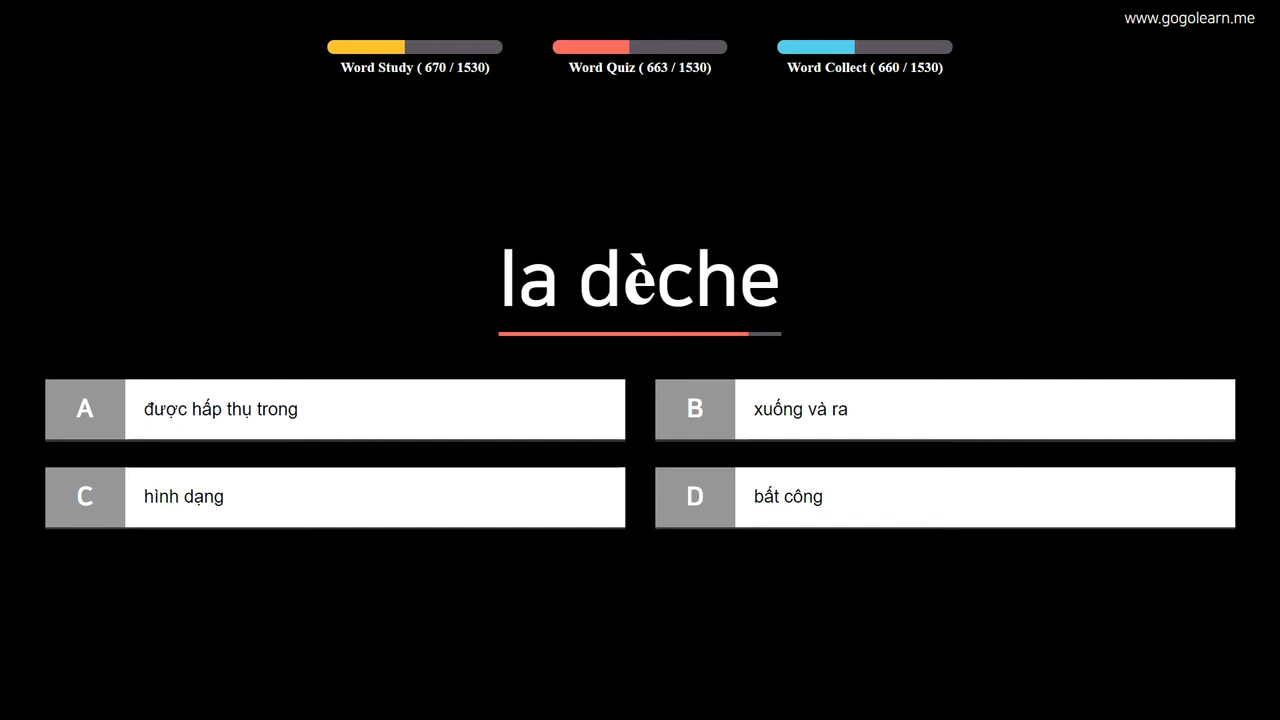 www.gogolearn.me
Word Study ( 670 / 1530)
Word Quiz ( 663 / 1530)
Word Collect ( 660 / 1530)
la dèche
A
được hấp thụ trong
B
xuống và ra
C
hình dạng
D
bất công